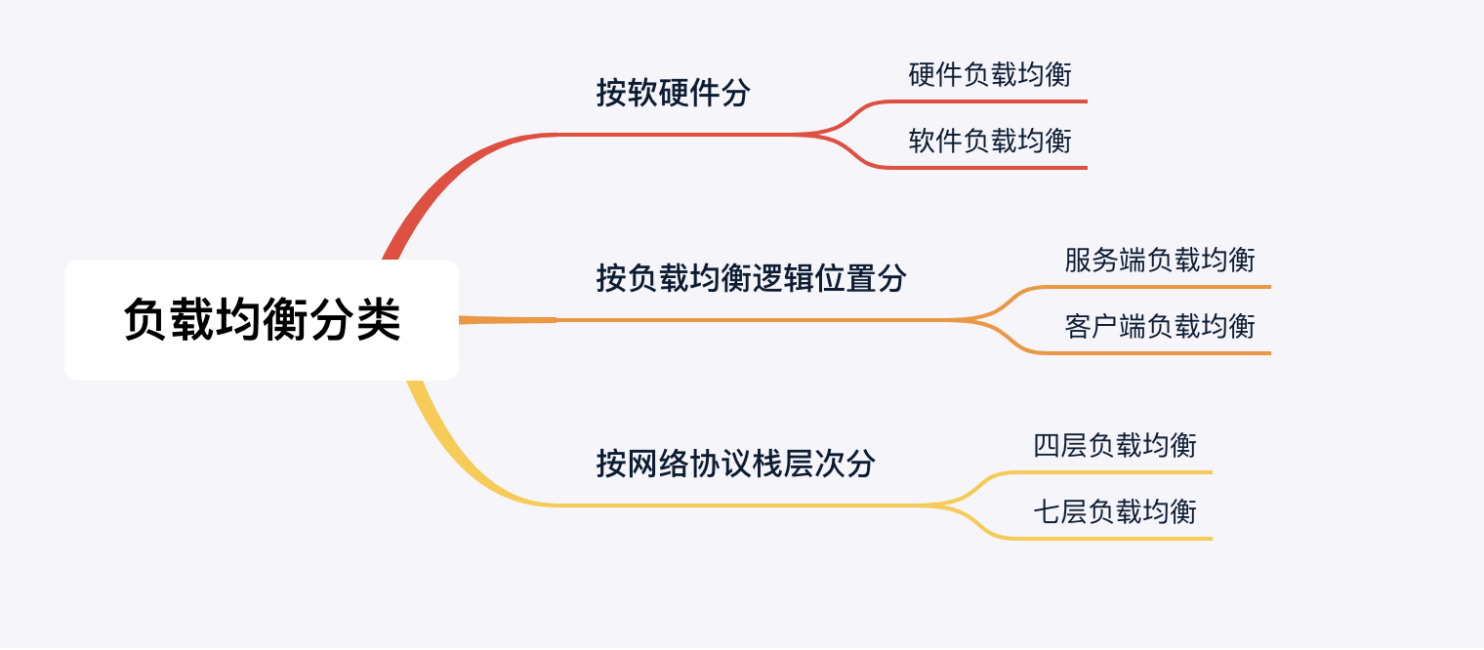 负载均衡分类
按软硬件分
硬件负载均衡
软件负载均衡
按负载均衡逻辑位置分
服务端负载均衡
客户端负载均衡
按网络协议栈层次分
四层负载均衡
七层负载均衡